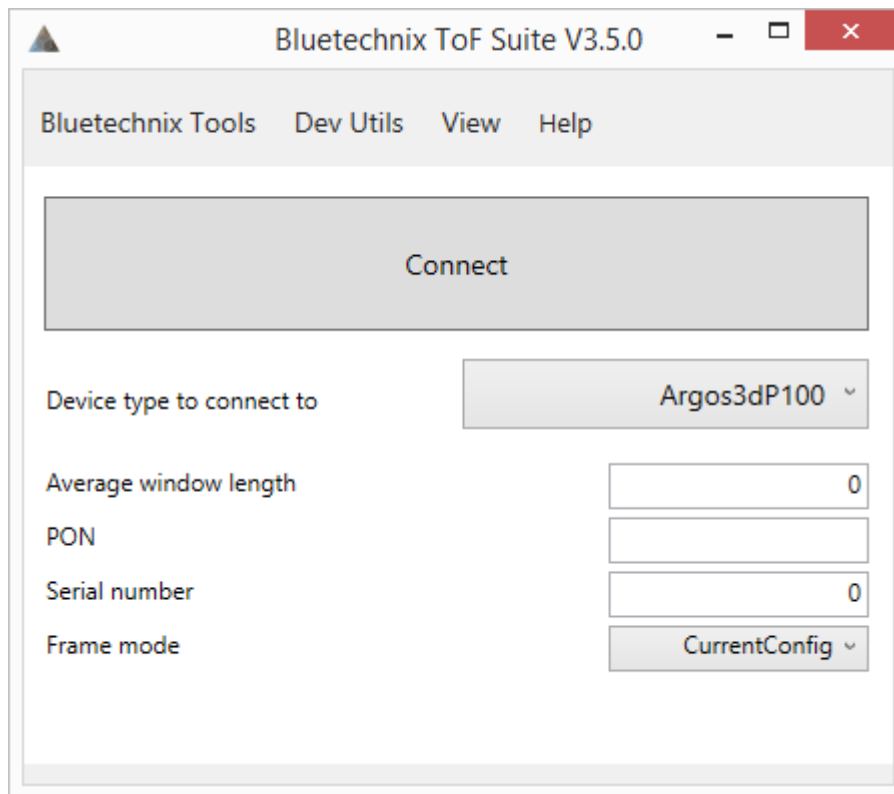 Bluetechnix ToF Suite V3.5.0
Bluetechnix Tools Dev Utils View Help
Connect
Device type to connect to Argos3dP100
Average window length 0
PON
Serial number 0
Frame mode CurrentConfig